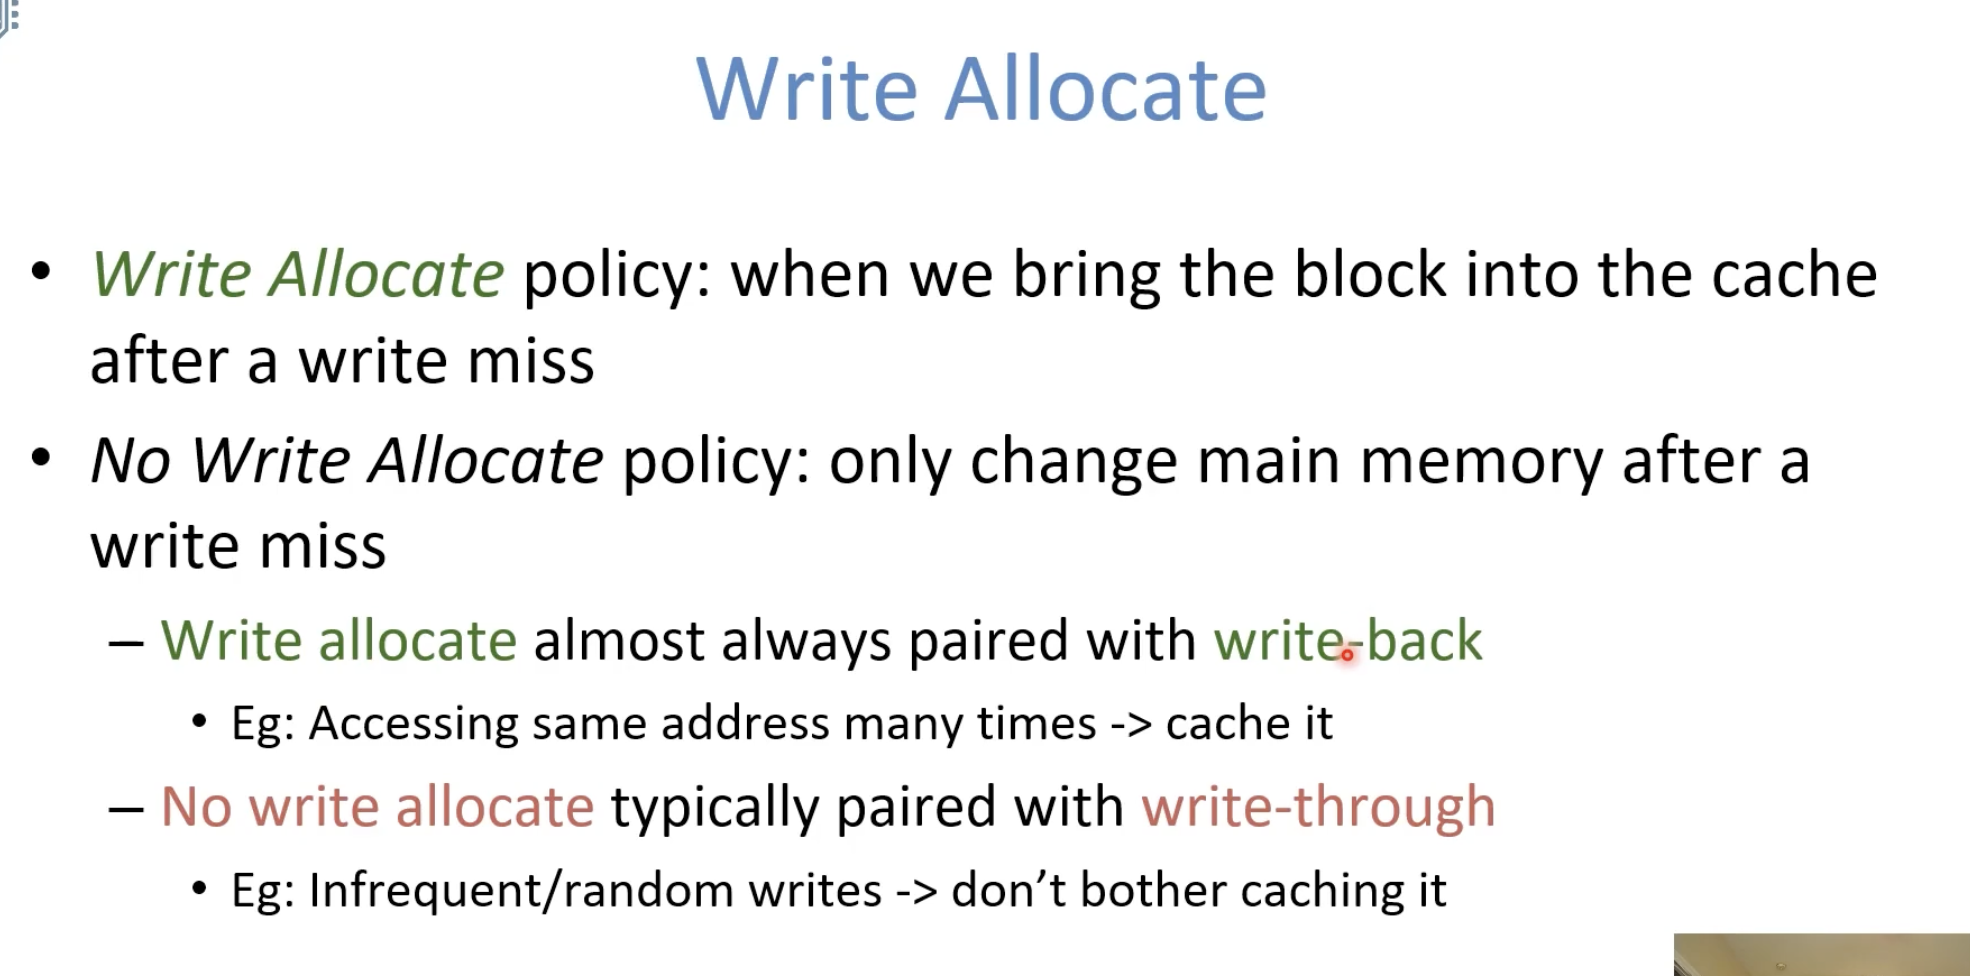 Write Allocate
• Write Allocate policy: when we bring the block into the cache
after a write miss
• No Write Allocate policy: only change main memory after a
write miss
– Write allocate almost always paired with write-back
• Eg: Accessing same address many times -> cache it
– No write allocate typically paired with write-through
• Eg: Infrequent/random writes -> don’t bother caching it